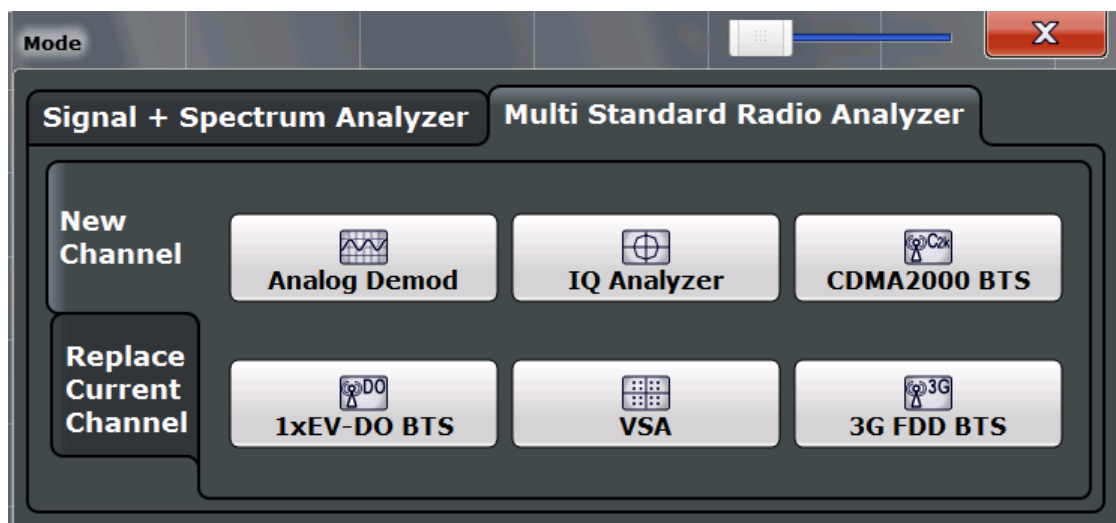 Mode
X
Signal + Spectrum Analyzer
Multi Standard Radio Analyzer
New
Channel
Analog Demod
IQ Analyzer
C2k
CDMA2000 BTS
Replace
Current
Channel
DO
1xEV-DO BTS
VSA
3G
3G FDD BTS